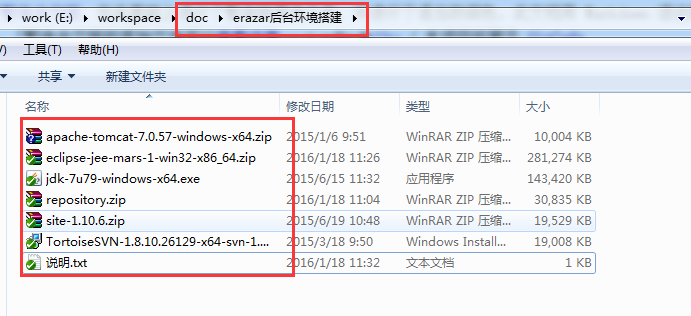 work (E:) workspace doc erazar后台环境搭建
V) 工具(T) 帮助(H)
共享 新建文件夹
名称 修改日期 类型 大小
apache-tomcat-7.0.57-windows-x64.zip 2015/1/6 9:51 WinRAR ZIP 压缩... 10,004 KB
eclipse-jee-mars-1-win32-x86_64.zip 2016/1/18 11:26 WinRAR ZIP 压缩... 281,274 KB
jdk-7u79-windows-x64.exe 2015/6/15 11:32 应用程序 143,420 KB
repository.zip 2016/1/18 11:04 WinRAR ZIP 压缩... 30,835 KB
site-1.10.6.zip 2015/6/19 10:48 WinRAR ZIP 压缩... 19,529 KB
TortoiseSVN-1.8.10.26129-x64-svn-1.... 2015/3/18 9:50 Windows Install... 19,008 KB
说明.txt 2016/1/18 11:32 文本文档 1 KB